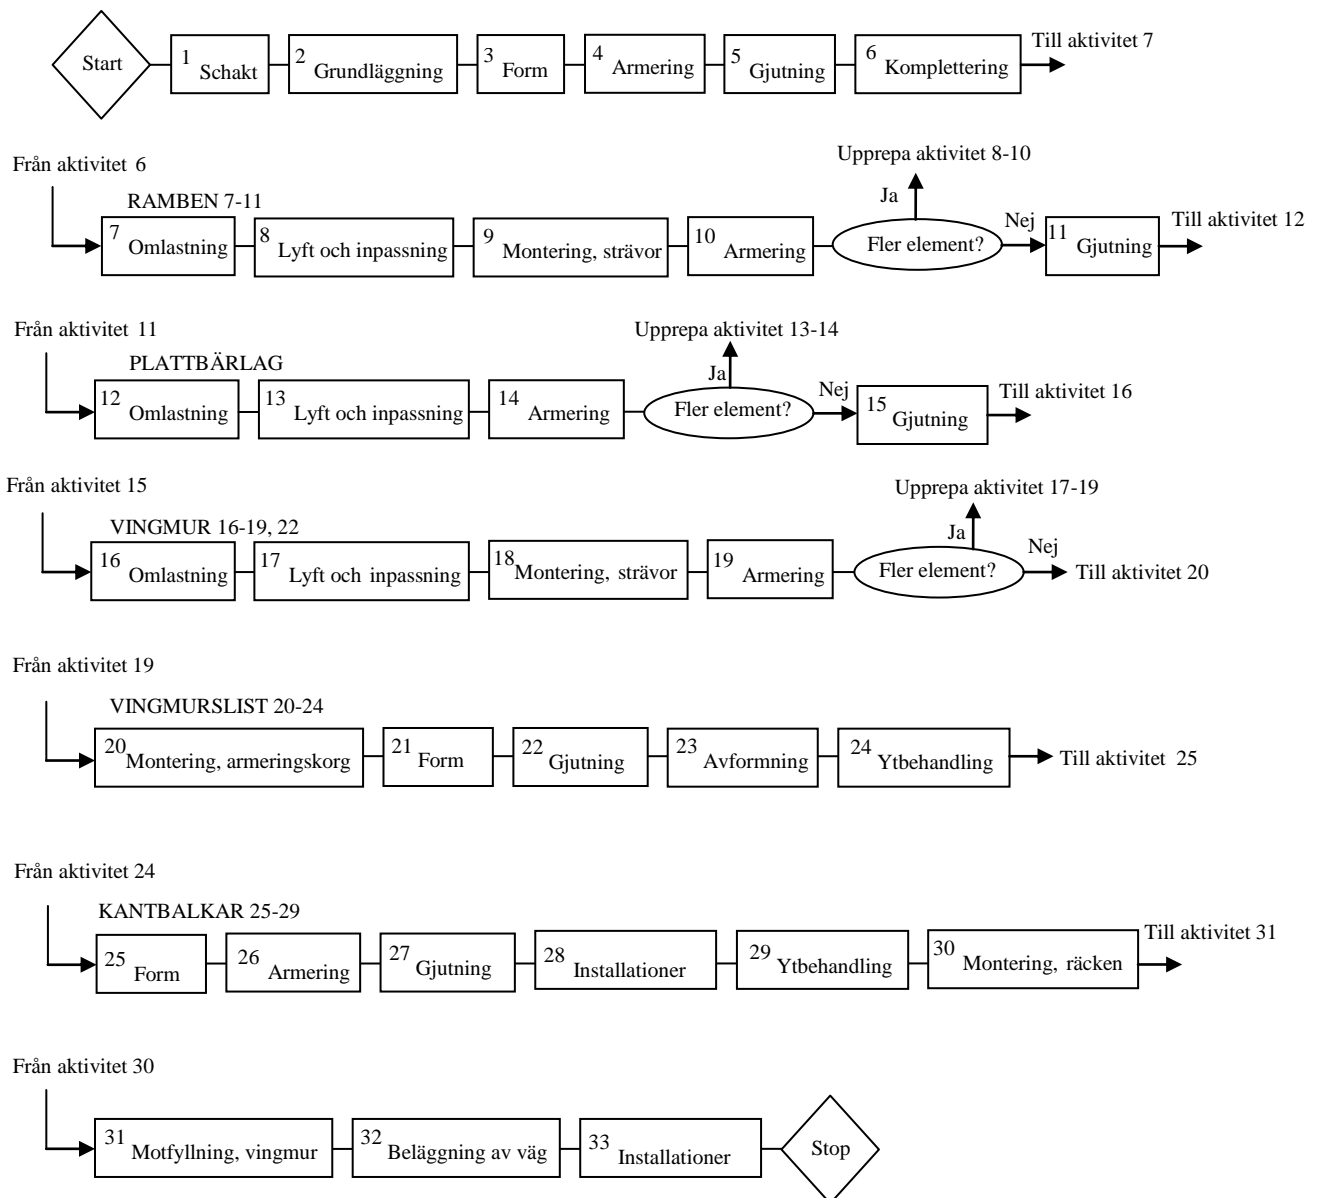 Till aktivitet 7
Start
1 Schakt
2 Grundläggning
3 Form
4 Armering
5 Gjutning
6 Komplettering
Från aktivitet 6
Upprepa aktivitet 8-10
Ja
RAMBEN 7-11
7 Omlastning
8 Lyft och inpassning
9 Montering, strävor
10 Armering
Fler element?
Nej
11 Gjutning
Till aktivitet 12
Från aktivitet 11
Upprepa aktivitet 13-14
Ja
PLATTBÄRLAG
12 Omlastning
13 Lyft och inpassning
14 Armering
Fler element?
Nej
15 Gjutning
Till aktivitet 16
Från aktivitet 15
Upprepa aktivitet 17-19
Ja
VINGMUR 16-19, 22
16 Omlastning
17 Lyft och inpassning
18 Montering, strävor
19 Armering
Fler element?
Nej
Till aktivitet 20
Från aktivitet 19
VINGMURSLIST 20-24
20 Montering, armeringskorg
21 Form
22 Gjutning
23 Avformning
24 Ytbehandling
Till aktivitet 25
Från aktivitet 24
KANTBALKAR 25-29
25 Form
26 Armering
27 Gjutning
28 Installationer
29 Ytbehandling
30 Montering, räcken
Till aktivitet 31
Från aktivitet 30
31 Motfyllning, vingmur
32 Beläggning av väg
33 Installationer
Stop